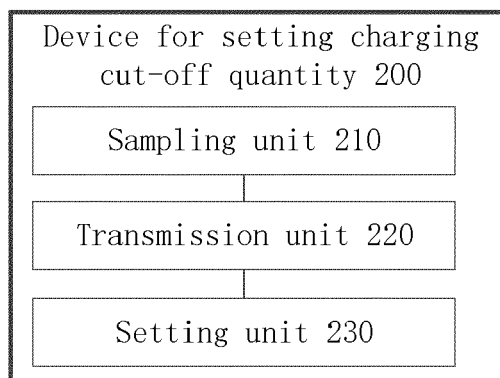 Device for setting charging
cut-off quantity 200
Sampling unit 210
Transmission unit 220
Setting unit 230